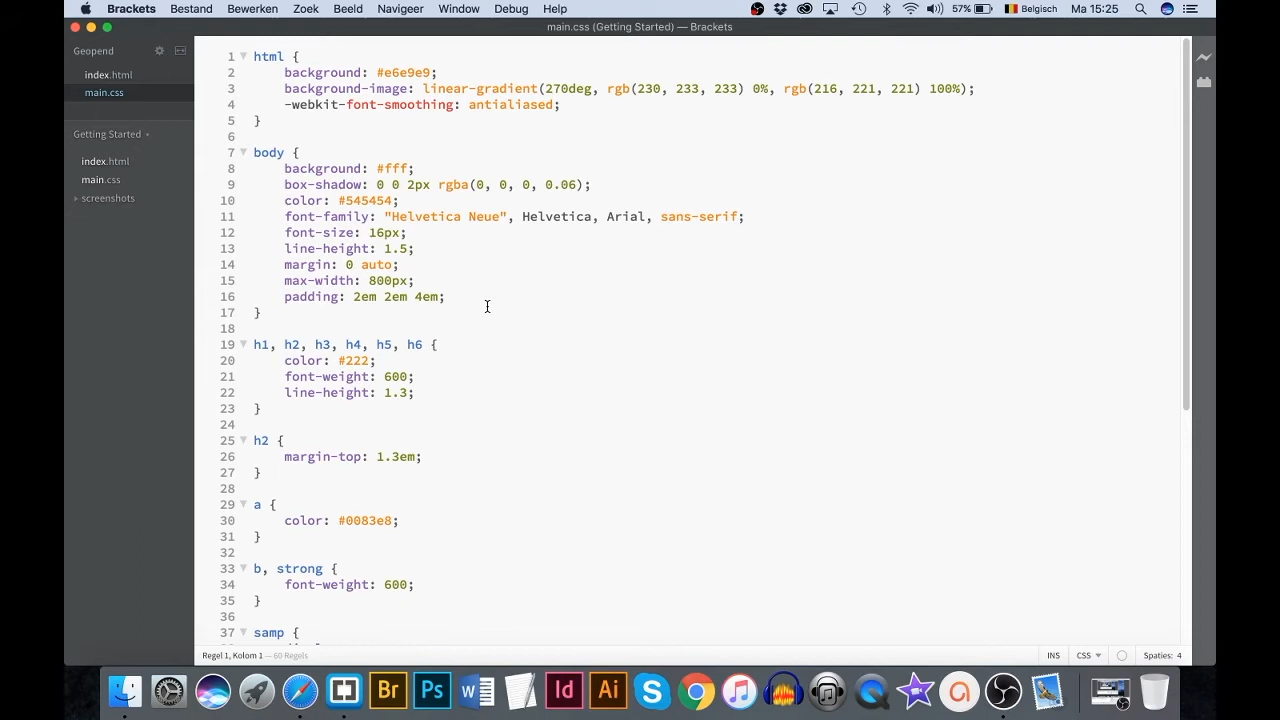 Brackets Bestand Bewerken Zoek Beeld Navigeer Window Debug Help 57% Belgisch Ma 15:25
main.css (Getting Started) — Brackets
Geopend
index.html
main.css
Getting Started
index.html
main.css
screenshots
1 html {
2 background: #e6e9e9;
3 background-image: linear-gradient(270deg, rgb(230, 233, 233) 0%, rgb(216, 221, 221) 100%);
4 -webkit-font-smoothing: antialiased;
5 }
6
7 body {
8 background: #fff;
9 box-shadow: 0 0 2px rgba(0, 0, 0, 0.06);
10 color: #545454;
11 font-family: "Helvetica Neue", Helvetica, Arial, sans-serif;
12 font-size: 16px;
13 line-height: 1.5;
14 margin: 0 auto;
15 max-width: 800px;
16 padding: 2em 2em 4em;
17 }
18
19 h1, h2, h3, h4, h5, h6 {
20 color: #222;
21 font-weight: 600;
22 line-height: 1.3;
23 }
24
25 h2 {
26 margin-top: 1.3em;
27 }
28
29 a {
30 color: #0083e8;
31 }
32
33 b, strong {
34 font-weight: 600;
35 }
36
37 samp {
Regel 1, Kolom 1 — 60 Regels INS CSS Spaties: 4
Br Ps W Id Ai S a